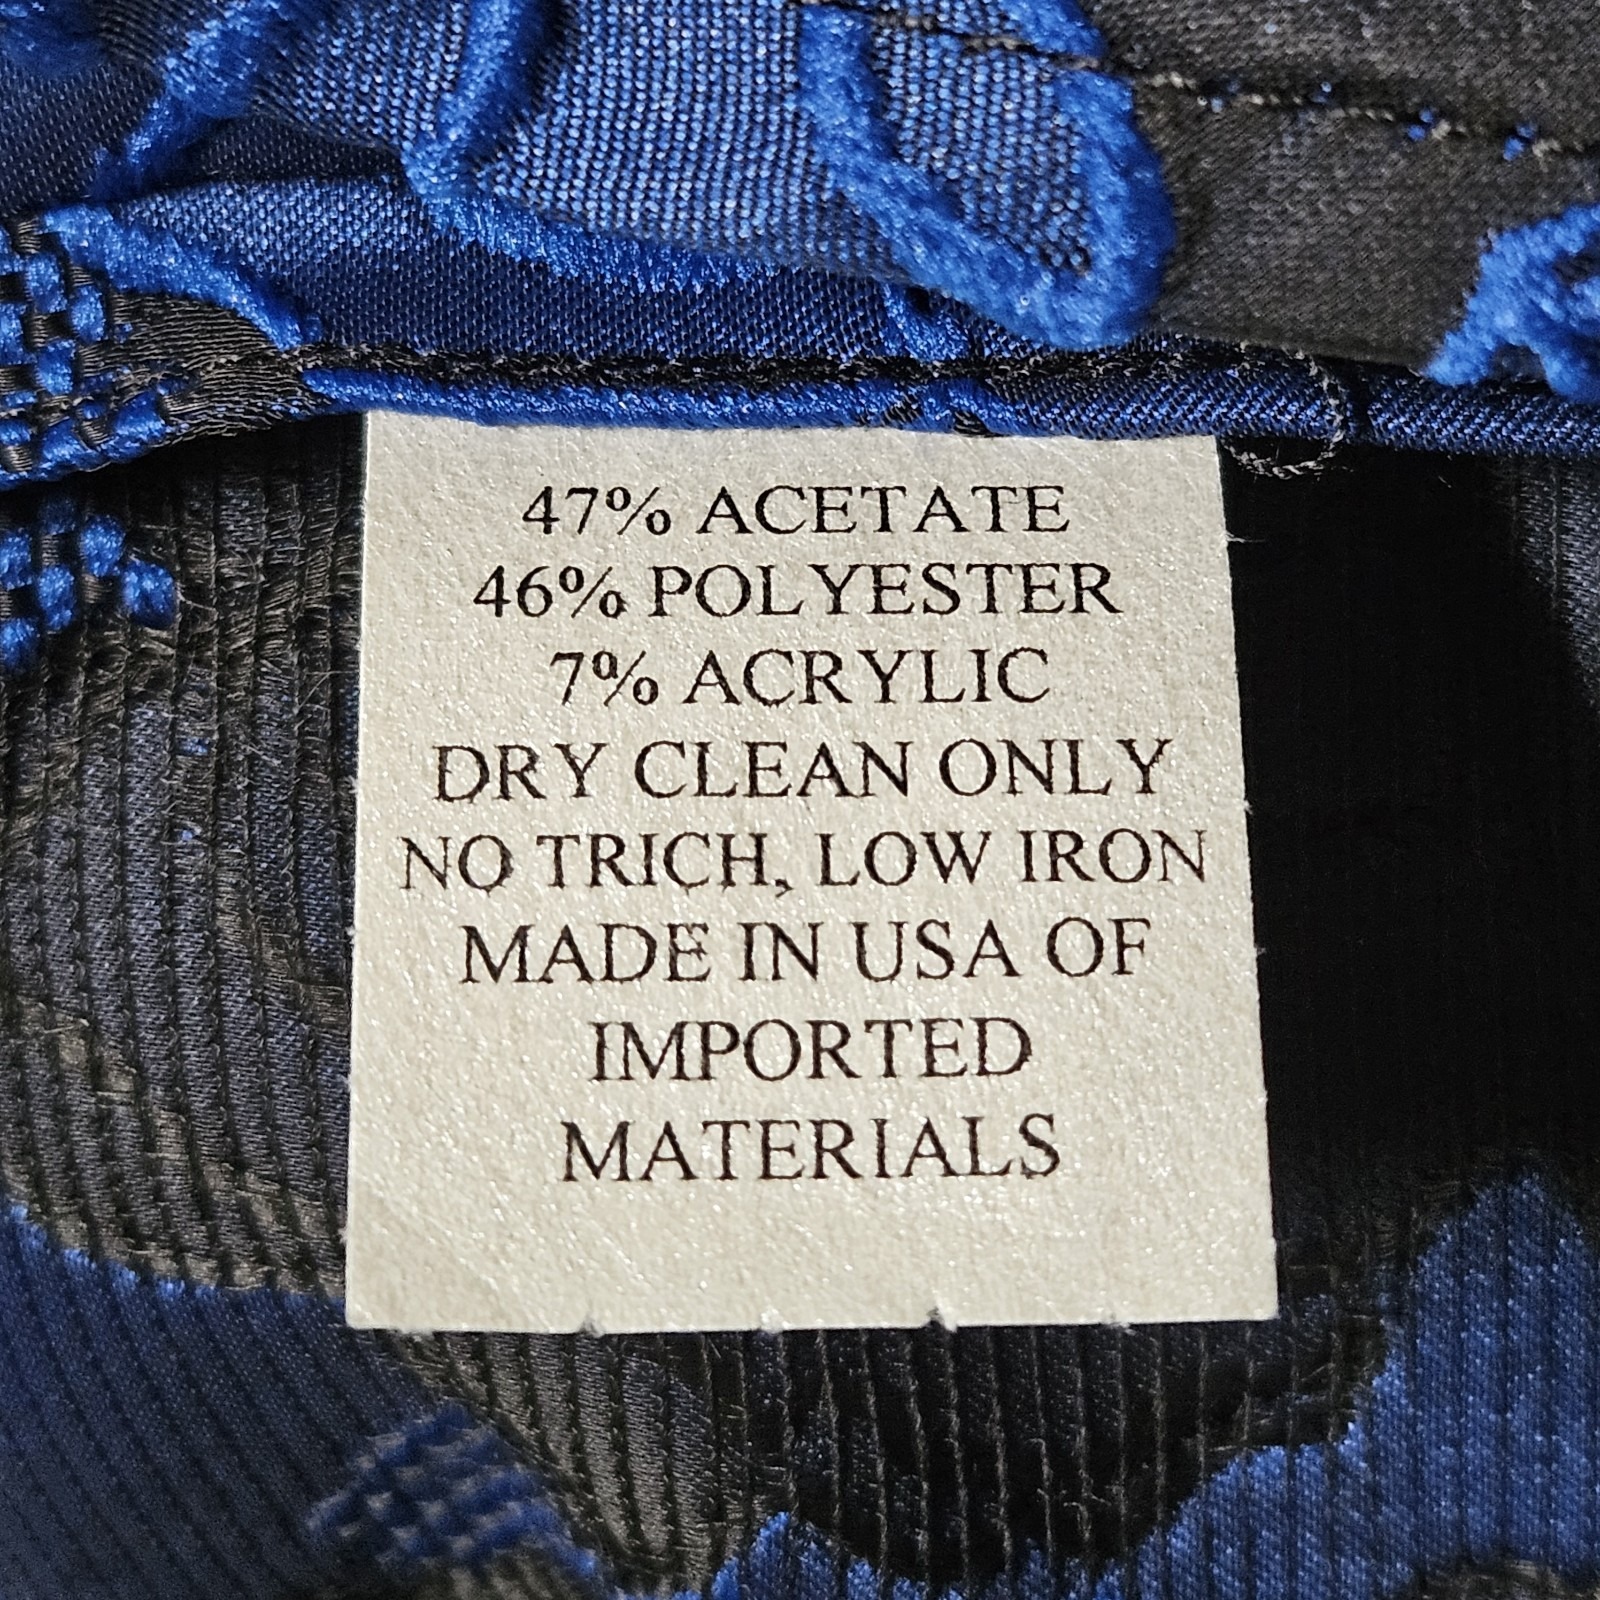 47% ACETATE
46% POLYESTER
7% ACRYLIC
DRY CLEAN ONLY
NO TRICH, LOW IRON
MADE IN USA OF
IMPORTED
MATERIALS